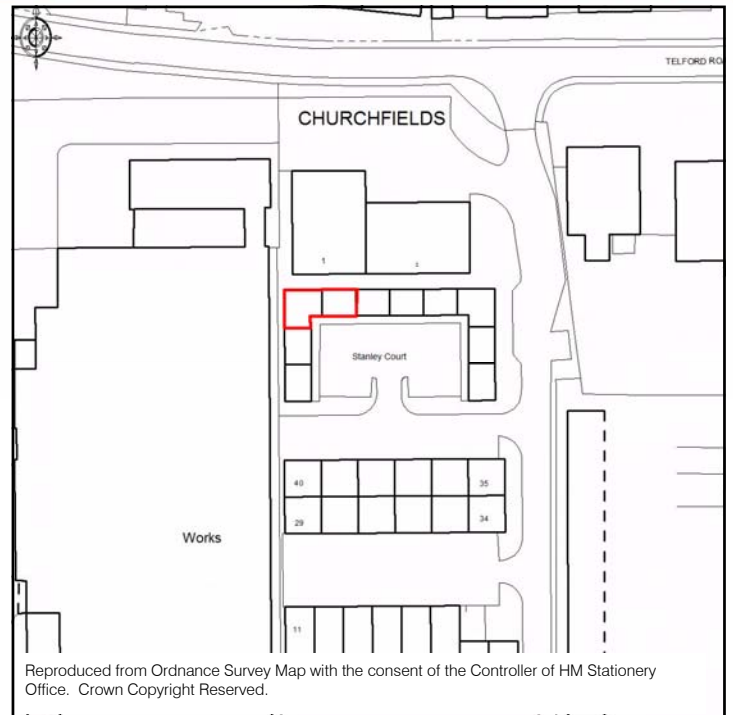 TELFORD RO
CHURCHFIELDS
1
Stanley Court
40
35
29
34
Works
11
Reproduced from Ordnance Survey Map with the consent of the Controller of HM Stationery
Office. Crown Copyright Reserved.